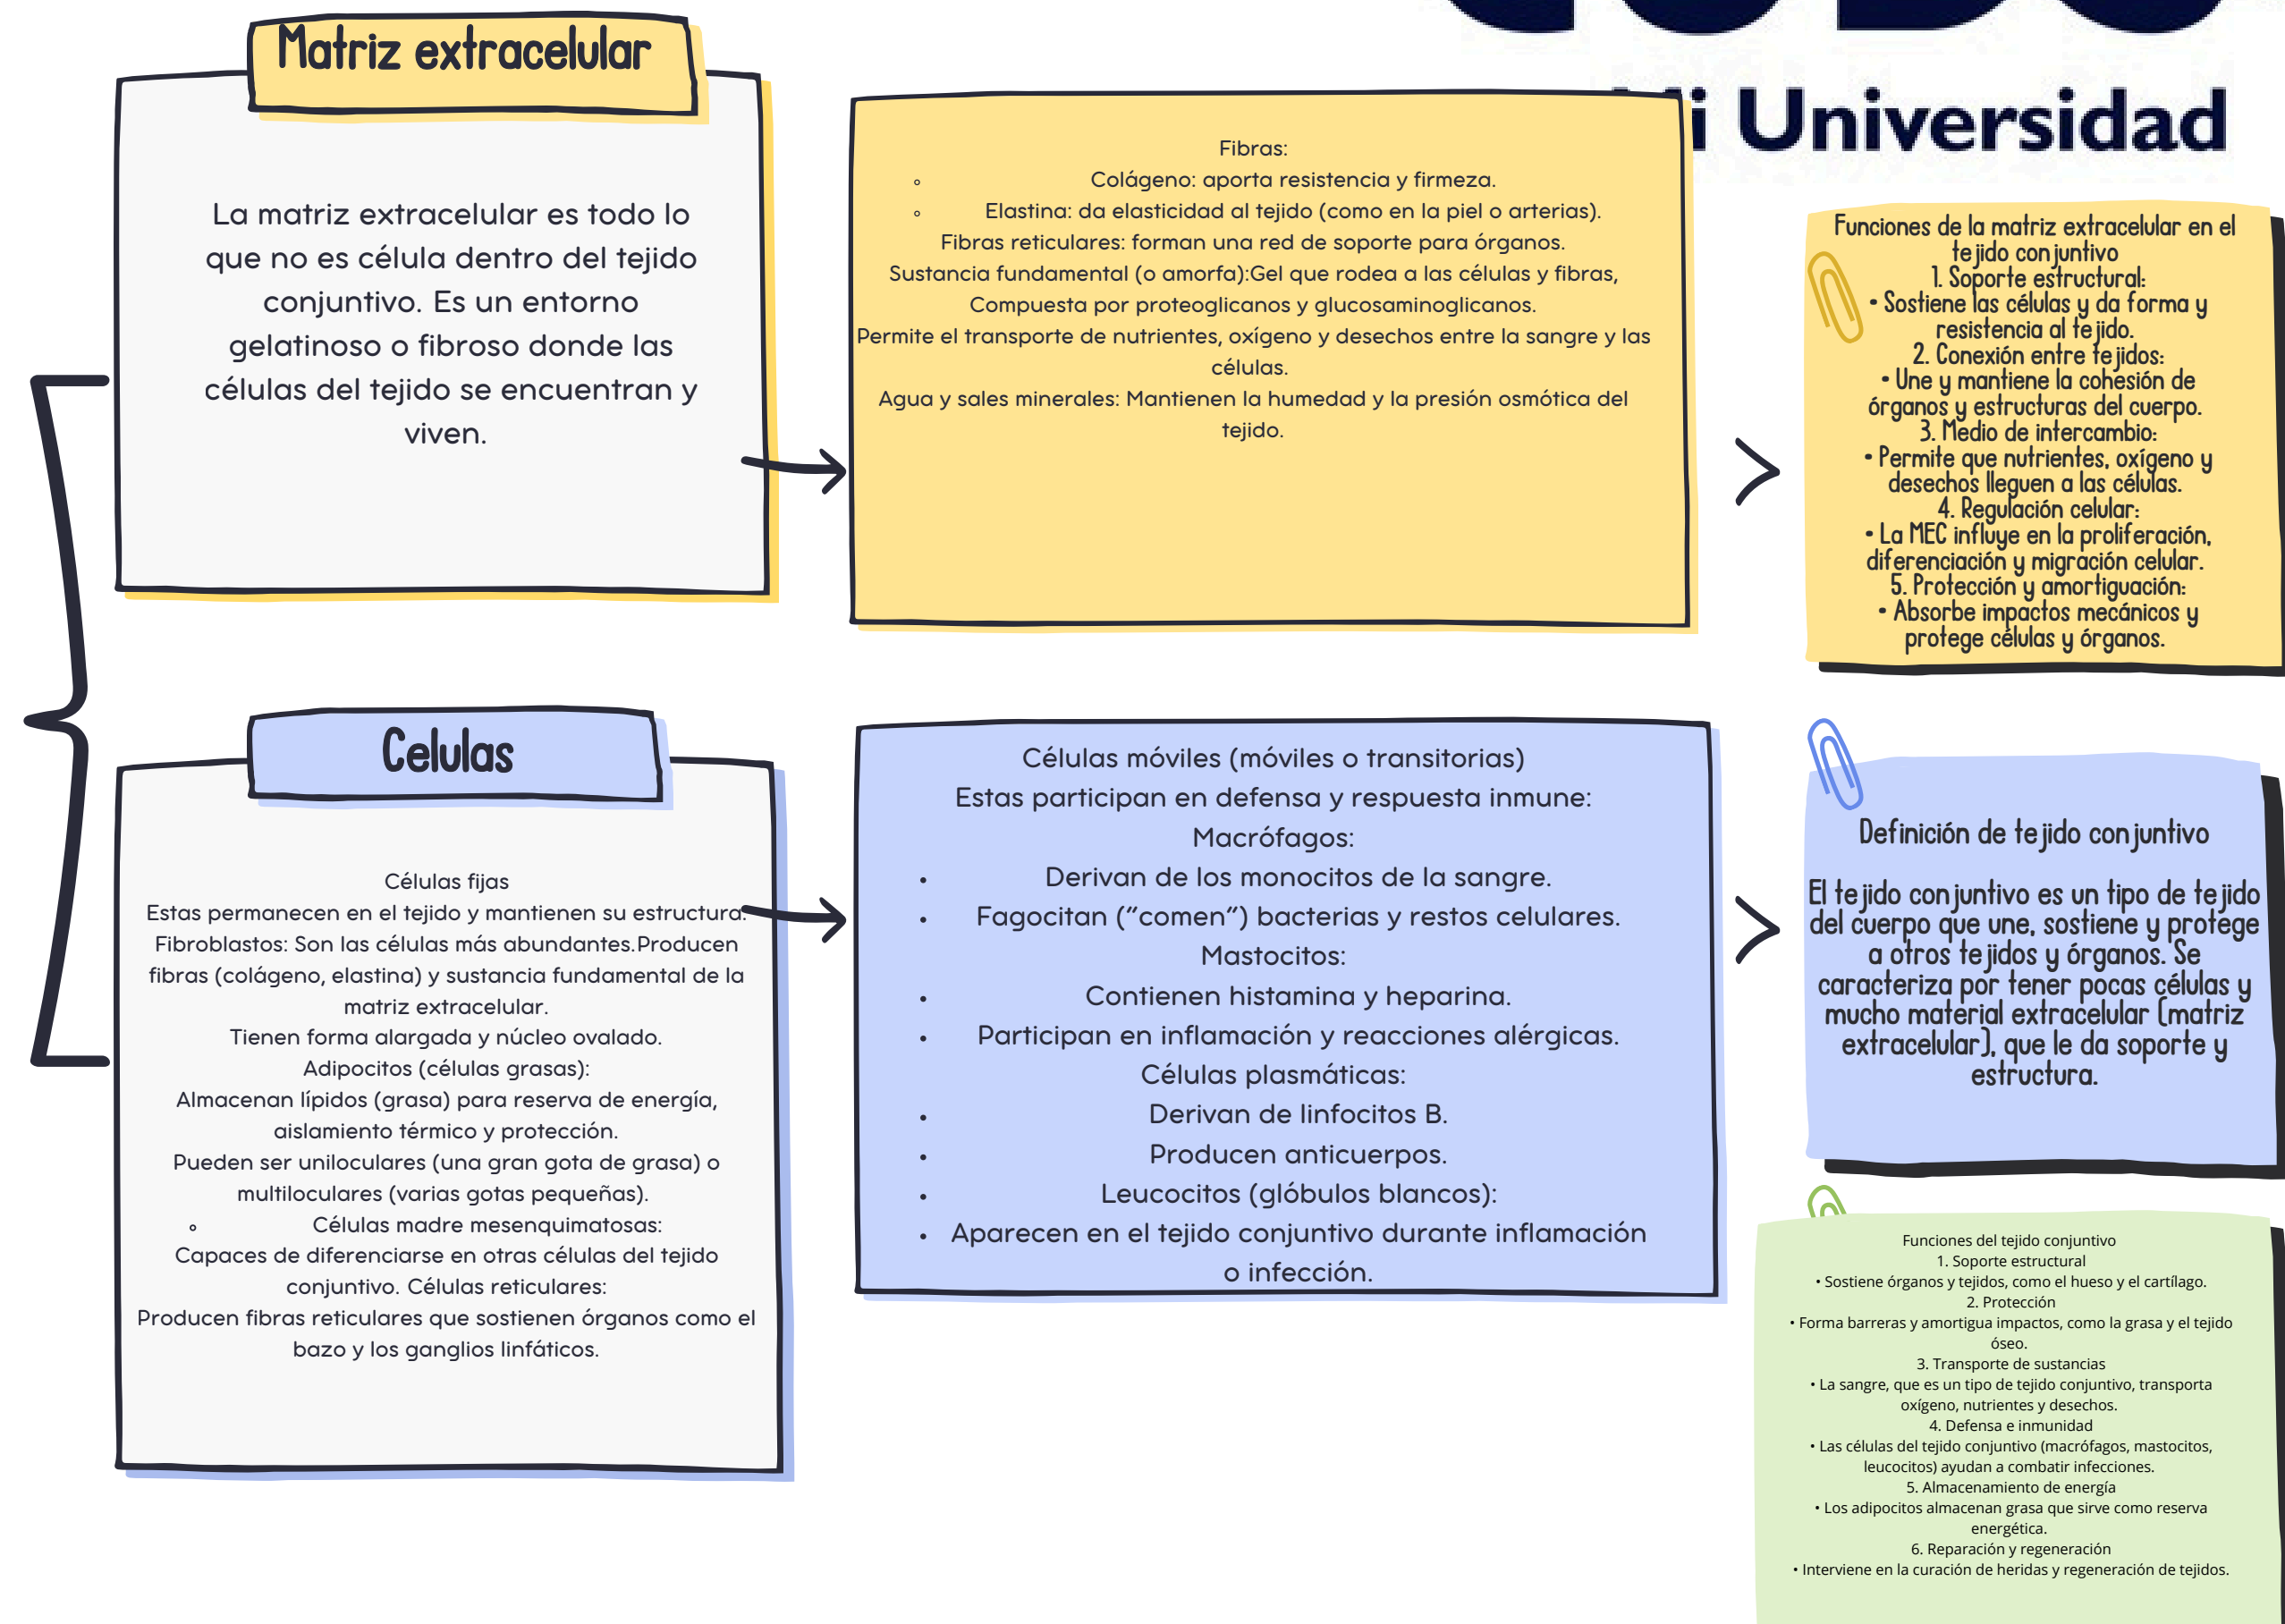 Mi Universidad
Matriz extracelular
La matriz extracelular es todo lo
que no es célula dentro del tejido
conjuntivo. Es un entorno
gelatinoso o fibroso donde las
células del tejido se encuentran y
viven.
Fibras:
◦ Colágeno: aporta resistencia y firmeza.
◦ Elastina: da elasticidad al tejido (como en la piel o arterias).
Fibras reticulares: forman una red de soporte para órganos.
Sustancia fundamental (o amorfa):Gel que rodea a las células y fibras,
Compuesta por proteoglicanos y glucosaminoglicanos.
Permite el transporte de nutrientes, oxígeno y desechos entre la sangre y las
células.
Agua y sales minerales: Mantienen la humedad y la presión osmótica del
tejido.
Funciones de la matriz extracelular en el
tejido conjuntivo
1. Soporte estructural:
• Sostiene las células y da forma y
resistencia al tejido.
2. Conexión entre tejidos:
• Une y mantiene la cohesión de
órganos y estructuras del cuerpo.
3. Medio de intercambio:
• Permite que nutrientes, oxígeno y
desechos lleguen a las células.
4. Regulación celular:
• La MEC influye en la proliferación,
diferenciación y migración celular.
5. Protección y amortiguación:
• Absorbe impactos mecánicos y
protege células y órganos.
Celulas
Células fijas
Estas permanecen en el tejido y mantienen su estructura.
Fibroblastos: Son las células más abundantes.Producen
fibras (colágeno, elastina) y sustancia fundamental de la
matriz extracelular.
Tienen forma alargada y núcleo ovalado.
Adipocitos (células grasas):
Almacenan lípidos (grasa) para reserva de energía,
aislamiento térmico y protección.
Pueden ser uniloculares (una gran gota de grasa) o
multiloculares (varias gotas pequeñas).
◦ Células madre mesenquimatosas:
Capaces de diferenciarse en otras células del tejido
conjuntivo. Células reticulares:
Producen fibras reticulares que sostienen órganos como el
bazo y los ganglios linfáticos.
Células móviles (móviles o transitorias)
Estas participan en defensa y respuesta inmune:
Macrófagos:
• Derivan de los monocitos de la sangre.
• Fagocitan ("comen") bacterias y restos celulares.
Mastocitos:
• Contienen histamina y heparina.
• Participan en inflamación y reacciones alérgicas.
Células plasmáticas:
• Derivan de linfocitos B.
• Producen anticuerpos.
• Leucocitos (glóbulos blancos):
• Aparecen en el tejido conjuntivo durante inflamación
o infección.
Definición de tejido conjuntivo
El tejido conjuntivo es un tipo de tejido
del cuerpo que une, sostiene y protege
a otros tejidos y órganos. Se
caracteriza por tener pocas células y
mucho material extracelular (matriz
extracelular), que le da soporte y
estructura.
Funciones del tejido conjuntivo
1. Soporte estructural
• Sostiene órganos y tejidos, como el hueso y el cartílago.
2. Protección
• Forma barreras y amortigua impactos, como la grasa y el tejido
óseo.
3. Transporte de sustancias
• La sangre, que es un tipo de tejido conjuntivo, transporta
oxígeno, nutrientes y desechos.
4. Defensa e inmunidad
• Las células del tejido conjuntivo (macrófagos, mastocitos,
leucocitos) ayudan a combatir infecciones.
5. Almacenamiento de energía
• Los adipocitos almacenan grasa que sirve como reserva
energética.
6. Reparación y regeneración
• Interviene en la curación de heridas y regeneración de tejidos.